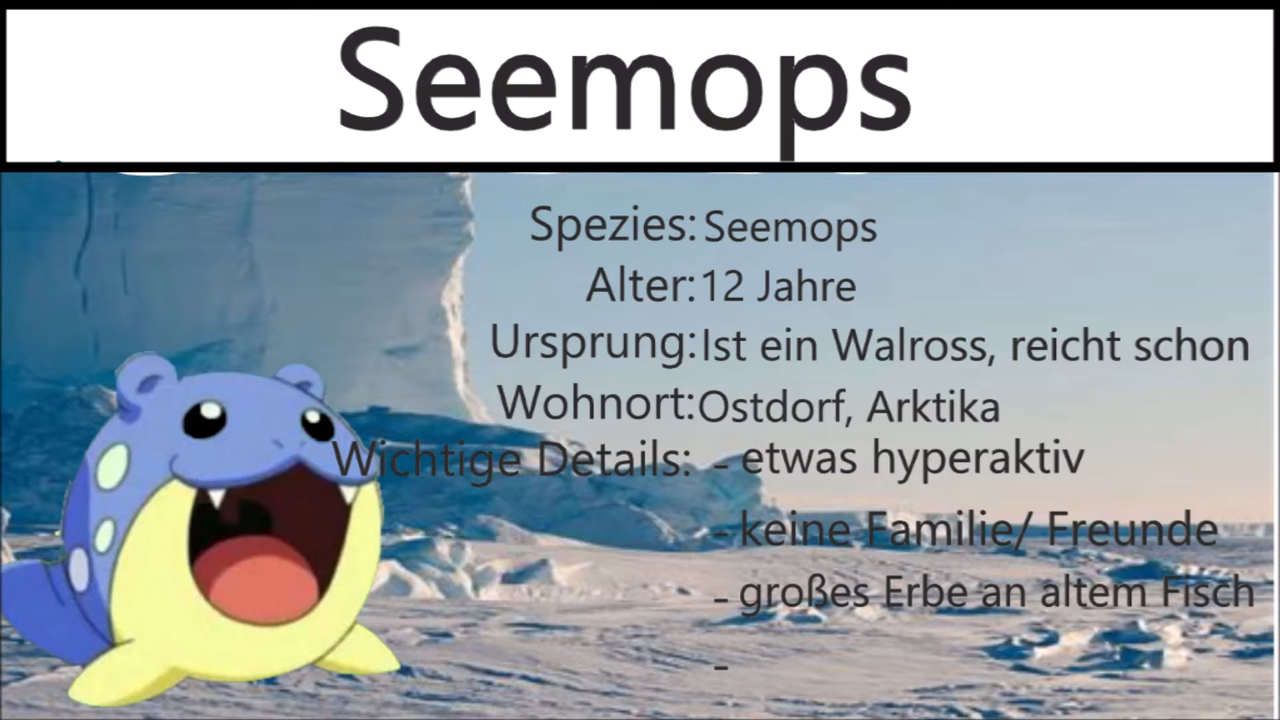 Seemops
Spezies: Seemops
Alter: 12 Jahre
Ursprung: Ist ein Walross, reicht schon
Wohnort: Ostdorf, Arktika
Wichtige Details: - etwas hyperaktiv
- keine Familie/ Freunde
- großes Erbe an altem Fisch
-